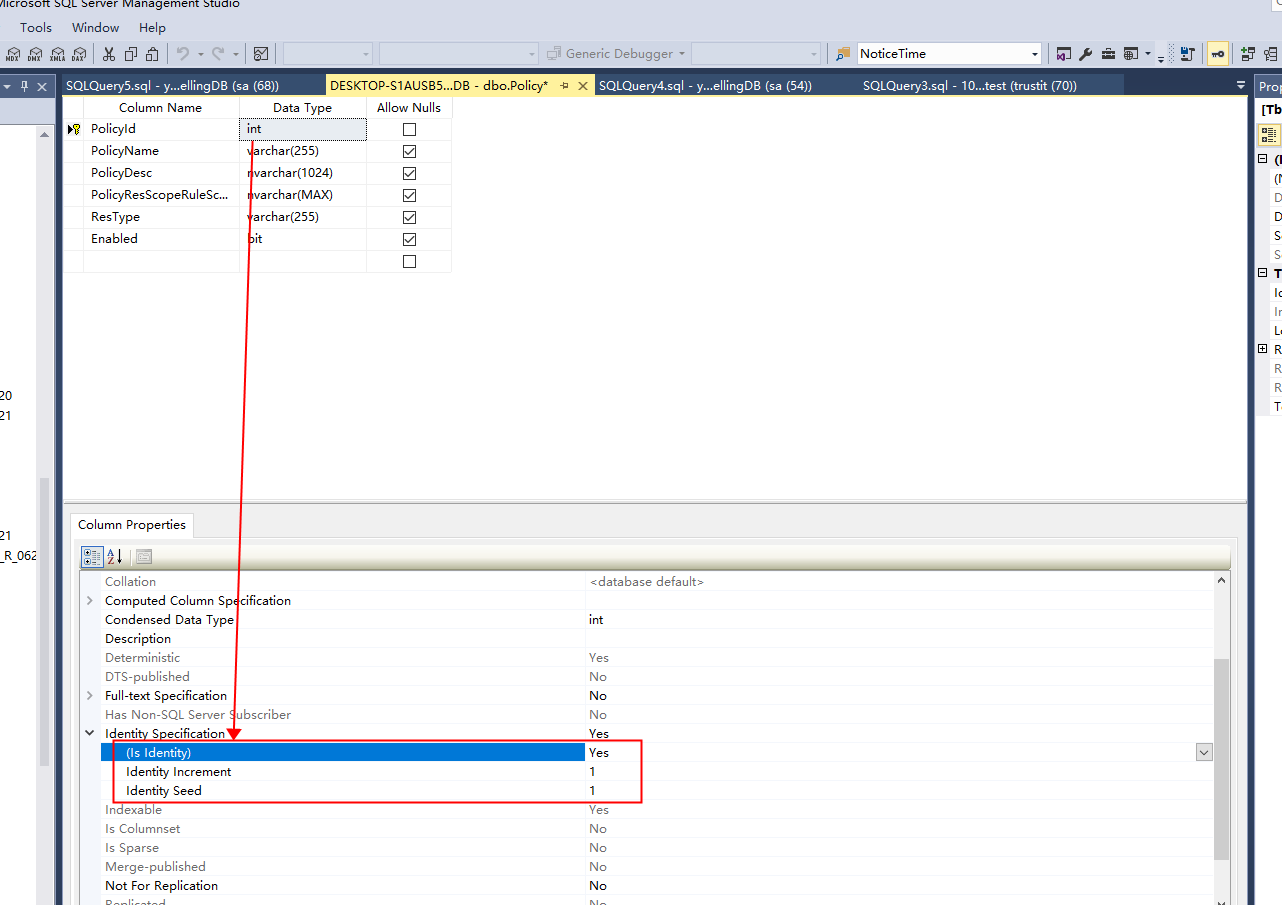 Microsoft SQL Server Management Studio
Tools Window Help
MDX DMX XMLA DAX Generic Debugger NoticeTime
SQLQuery5.sql - y...ellingDB (sa (68)) DESKTOP-S1AUSB5...DB - dbo.Policy* SQLQuery4.sql - y...ellingDB (sa (54)) SQLQuery3.sql - 10...test (trustit (70)) Prop
Column Name Data Type Allow Nulls
PolicyId int
PolicyName varchar(255)
PolicyDesc nvarchar(1024)
PolicyResScopeRuleSc... nvarchar(MAX)
ResType varchar(255)
Enabled bit
[Tb
20
21
21
_R_062
Column Properties
Collation <database default>
Computed Column Specification
Condensed Data Type int
Description
Deterministic Yes
DTS-published No
Full-text Specification No
Has Non-SQL Server Subscriber No
Identity Specification Yes
(Is Identity) Yes
Identity Increment 1
Identity Seed 1
Indexable Yes
Is Columnset No
Is Sparse No
Merge-published No
Not For Replication No
Replicated No